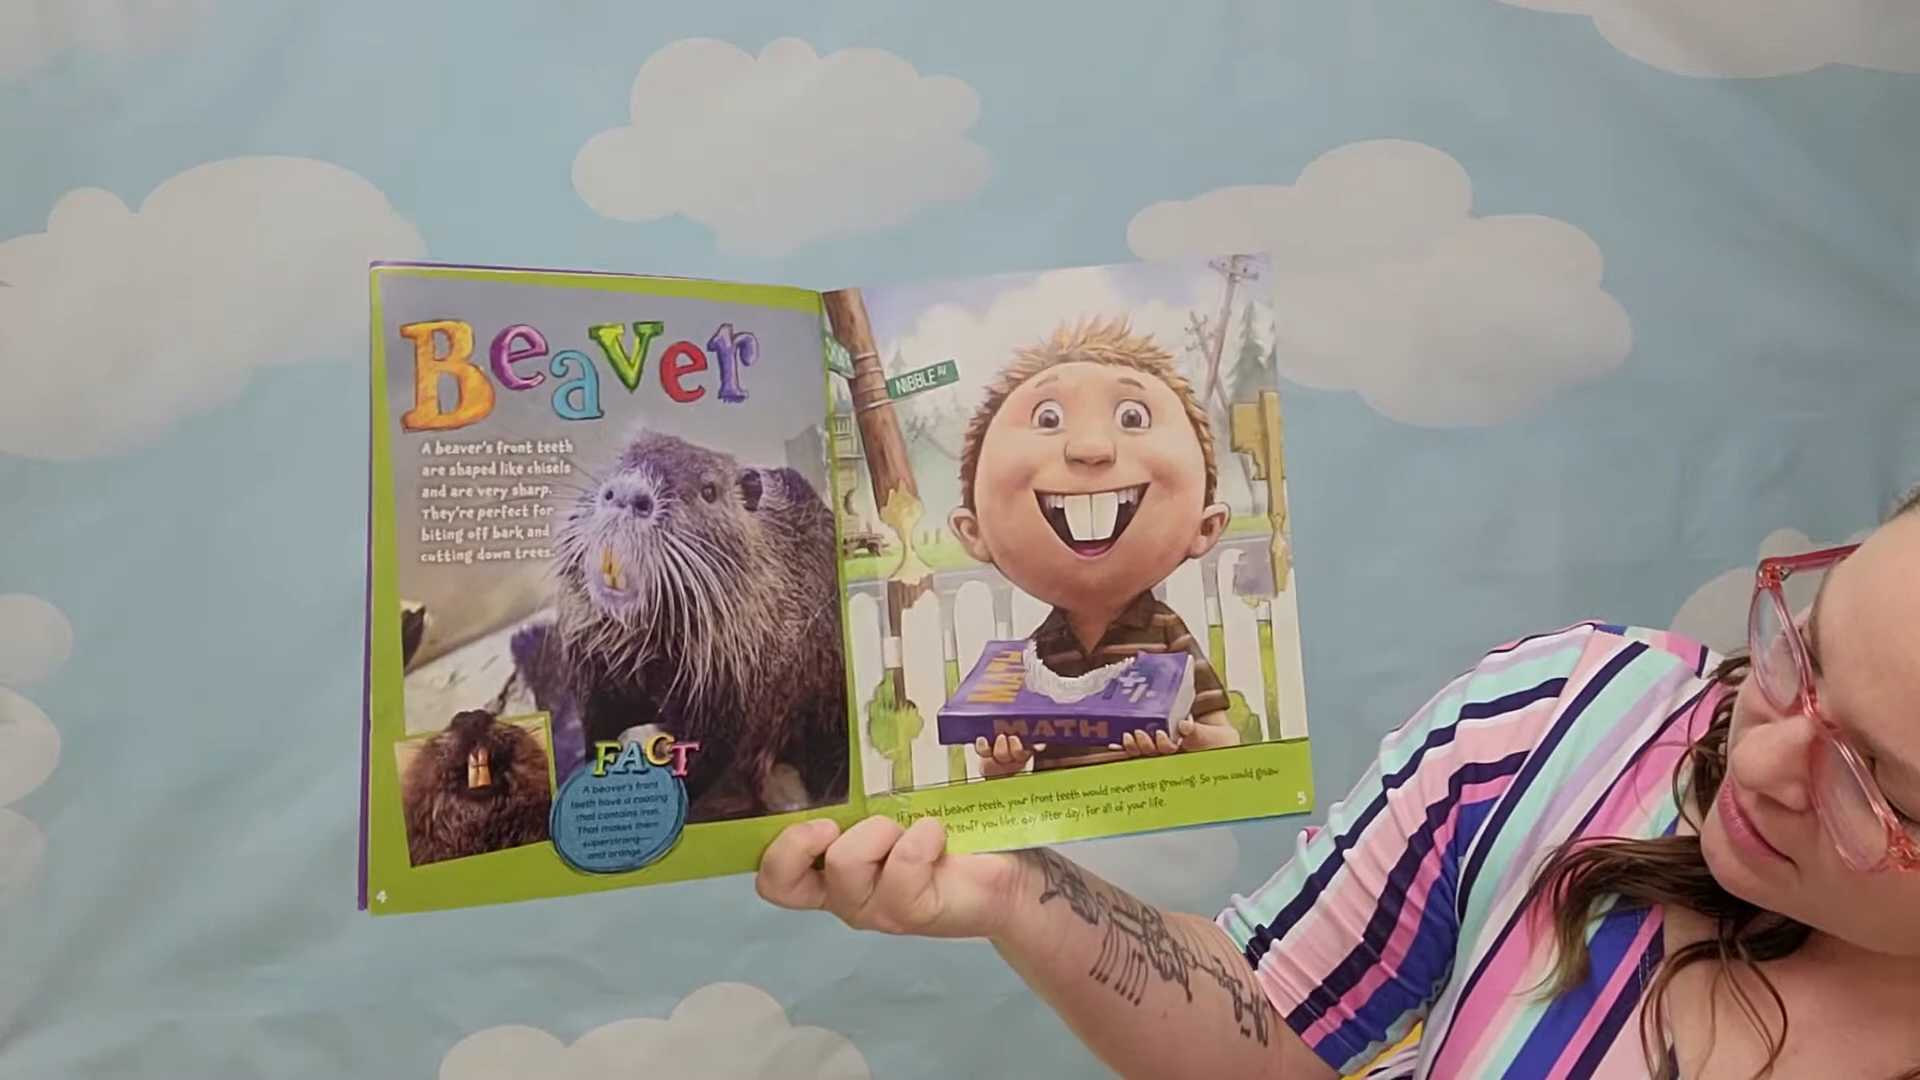 Beaver
A beaver's front teeth
are shaped like chisels
and are very sharp.
They're perfect for
biting off bark and
cutting down trees.
FACT
A beaver's front
teeth have a coating
that contains iron.
That makes them
superstrong—
and orange.
4
NIBBLE AV
MATH
MATH
If you had beaver teeth, your front teeth would never stop growing. So you could gnaw
stuff you like, day after day, for all of your life.
5